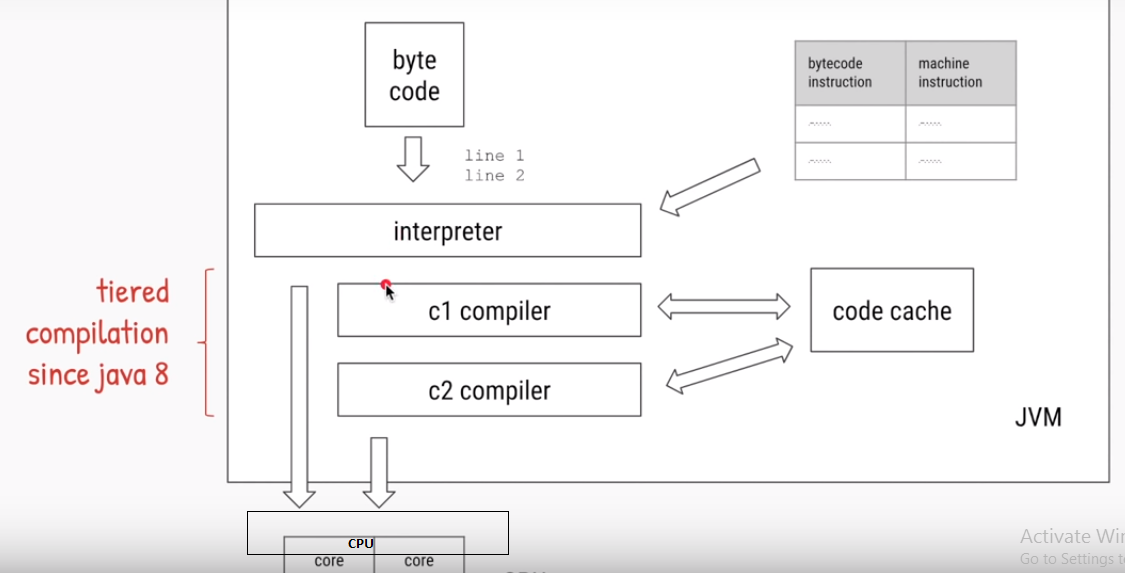 byte
code
bytecode
instruction
machine
instruction
line 1
line 2
interpreter
tiered
compilation
since java 8
c1 compiler
code cache
c2 compiler
JVM
CPU
core
core
Activate Win
Go to Settings t